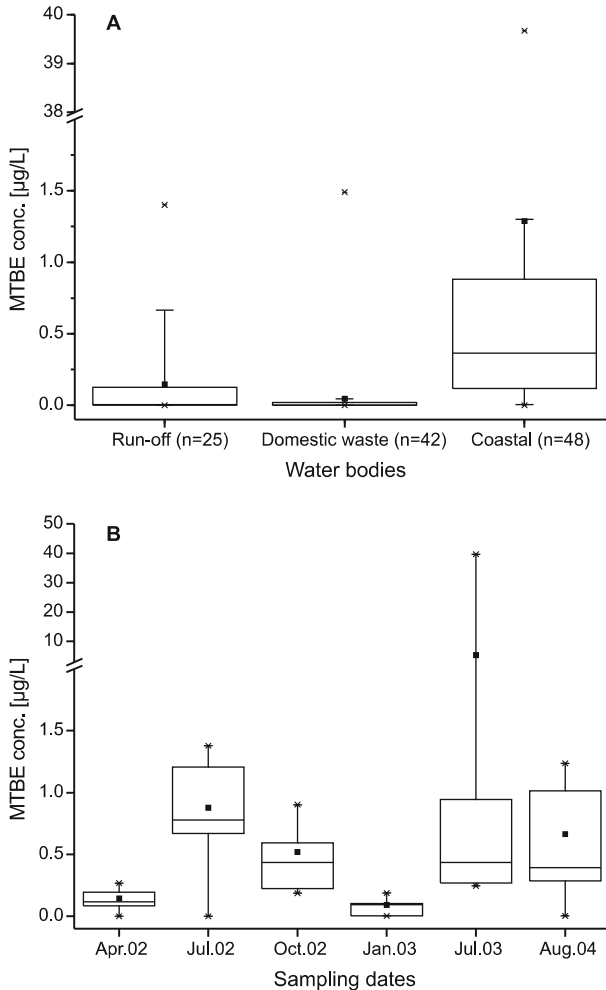 A
40
39
38
1.5
1.0
0.5
0.0
MTBE conc. [µg/L]
Run-off (n=25) Domestic waste (n=42) Coastal (n=48)
Water bodies
B
50
40
30
20
10
1.5
1.0
0.5
0.0
MTBE conc. [µg/L]
Apr.02 Jul.02 Oct.02 Jan.03 Jul.03 Aug.04
Sampling dates